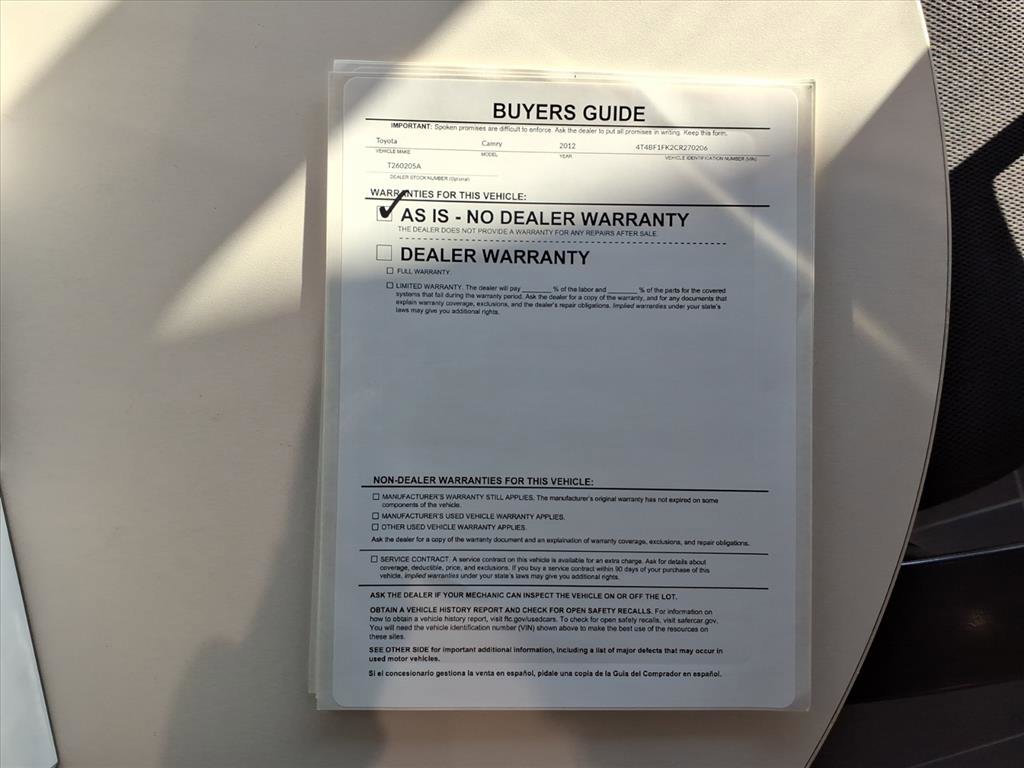 BUYERS GUIDE
IMPORTANT: Spoken promises are difficult to enforce. Ask the dealer to put all promises in writing. Keep this form.
Toyota Camry 2012 4T4BF1FK2CR270206
VEHICLE MAKE MODEL YEAR VEHICLE IDENTIFICATION NUMBER (VIN)
T260205A
DEALER STOCK NUMBER (Optional)
WARRANTIES FOR THIS VEHICLE:
AS IS - NO DEALER WARRANTY
THE DEALER DOES NOT PROVIDE A WARRANTY FOR ANY REPAIRS AFTER SALE.
DEALER WARRANTY
FULL WARRANTY.
LIMITED WARRANTY. The dealer will pay ________ % of the labor and ________ % of the parts for the covered
systems that fail during the warranty period. Ask the dealer for a copy of the warranty, and for any documents that
explain warranty coverage, exclusions, and the dealer's repair obligations. Implied warranties under your state's
laws may give you additional rights.
NON-DEALER WARRANTIES FOR THIS VEHICLE:
MANUFACTURER'S WARRANTY STILL APPLIES. The manufacturer's original warranty has not expired on some
components of the vehicle.
MANUFACTURER'S USED VEHICLE WARRANTY APPLIES.
OTHER USED VEHICLE WARRANTY APPLIES.
Ask the dealer for a copy of the warranty document and an explanation of warranty coverage, exclusions, and repair obligations.
SERVICE CONTRACT. A service contract on this vehicle is available for an extra charge. Ask for details about
coverage, deductible, price, and exclusions. If you buy a service contract within 90 days of your purchase of this
vehicle, implied warranties under your state's laws may give you additional rights.
ASK THE DEALER IF YOUR MECHANIC CAN INSPECT THE VEHICLE ON OR OFF THE LOT.
OBTAIN A VEHICLE HISTORY REPORT AND CHECK FOR OPEN SAFETY RECALLS. For information on
how to obtain a vehicle history report, visit ftc.gov/usedcars. To check for open safety recalls, visit safercar.gov.
You will need the vehicle identification number (VIN) shown above to make the best use of the resources on
these sites.
SEE OTHER SIDE for important additional information, including a list of major defects that may occur in
used motor vehicles.
Si el concesionario gestiona la venta en español, pídale una copia de la Guía del Comprador en español.